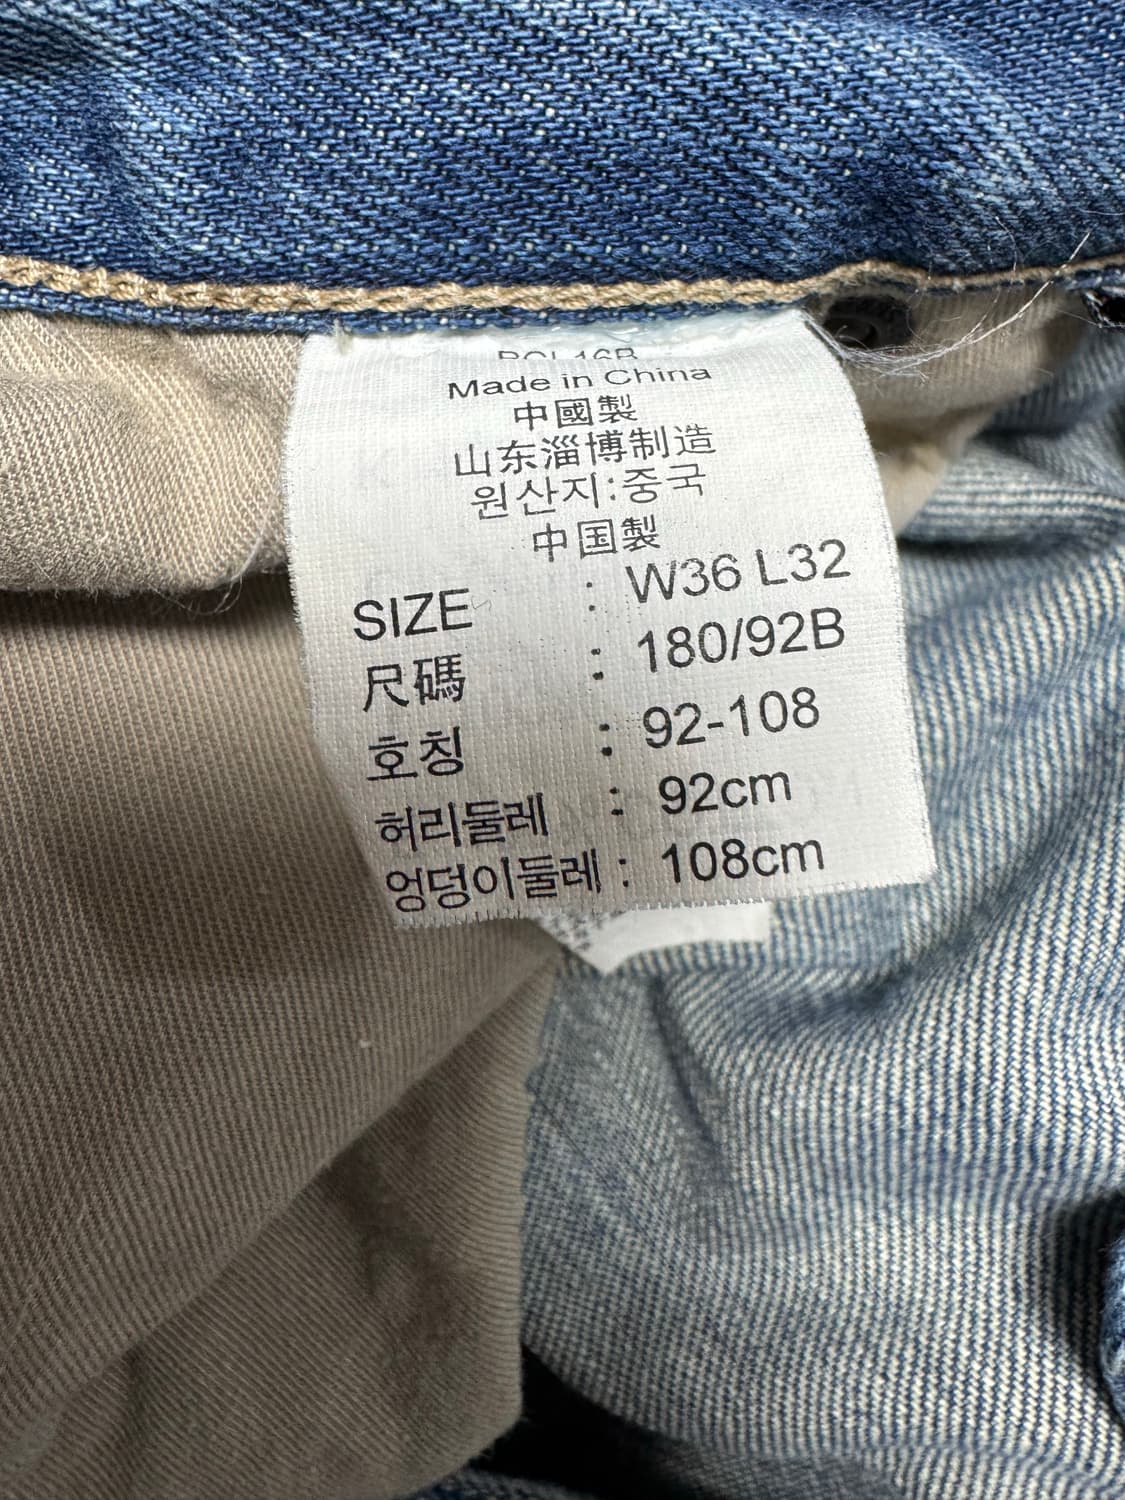 Made in China
中國製
山东淄博制造
원산지:중국
中国製
SIZE : W36 L32
尺碼 : 180/92B
호칭 : 92-108
허리둘레 : 92cm
엉덩이둘레 : 108cm